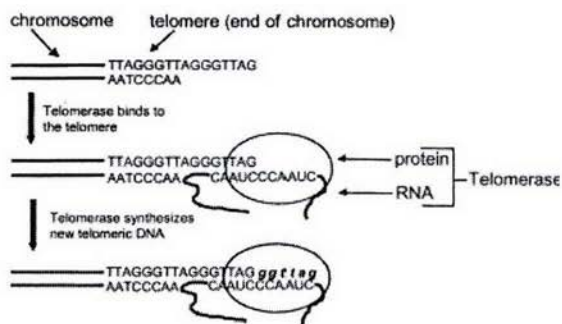 chromosome telomere (end of chromosome)
TTAGGGTTAGGGTTAG
AATCCCAA
Telomerase binds to
the telomere
TTAGGGTTAGGGTTAG
AATCCCAA CAAUCCCAAUC
protein
RNA
Telomerase
Telomerase synthesizes
new telomeric DNA
TTAGGGTTAGGGTTAGggttag
AATCCCAA CAAUCCCAAUC